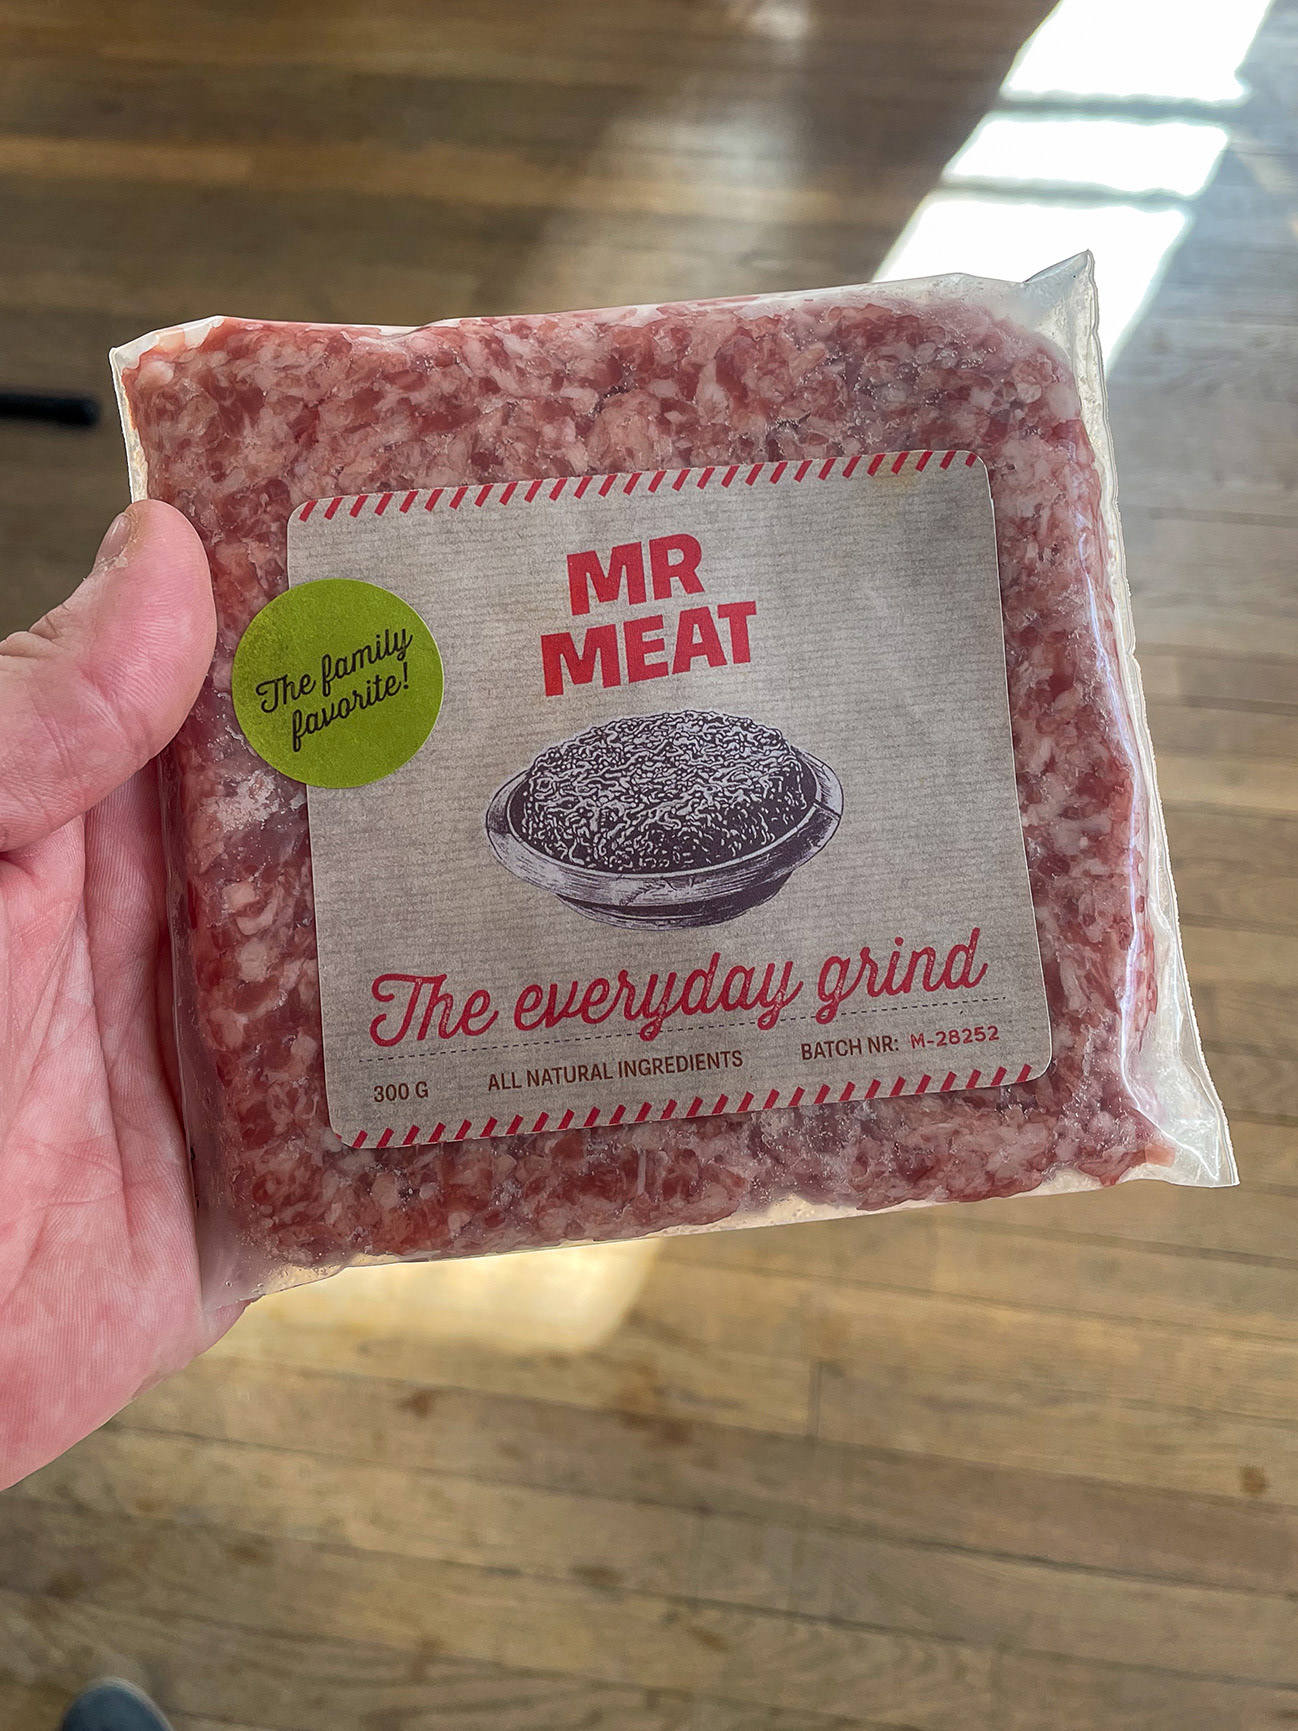 MR
MEAT
The family
favorite!
The everyday grind
300 G
ALL NATURAL INGREDIENTS
BATCH NR: M-28252